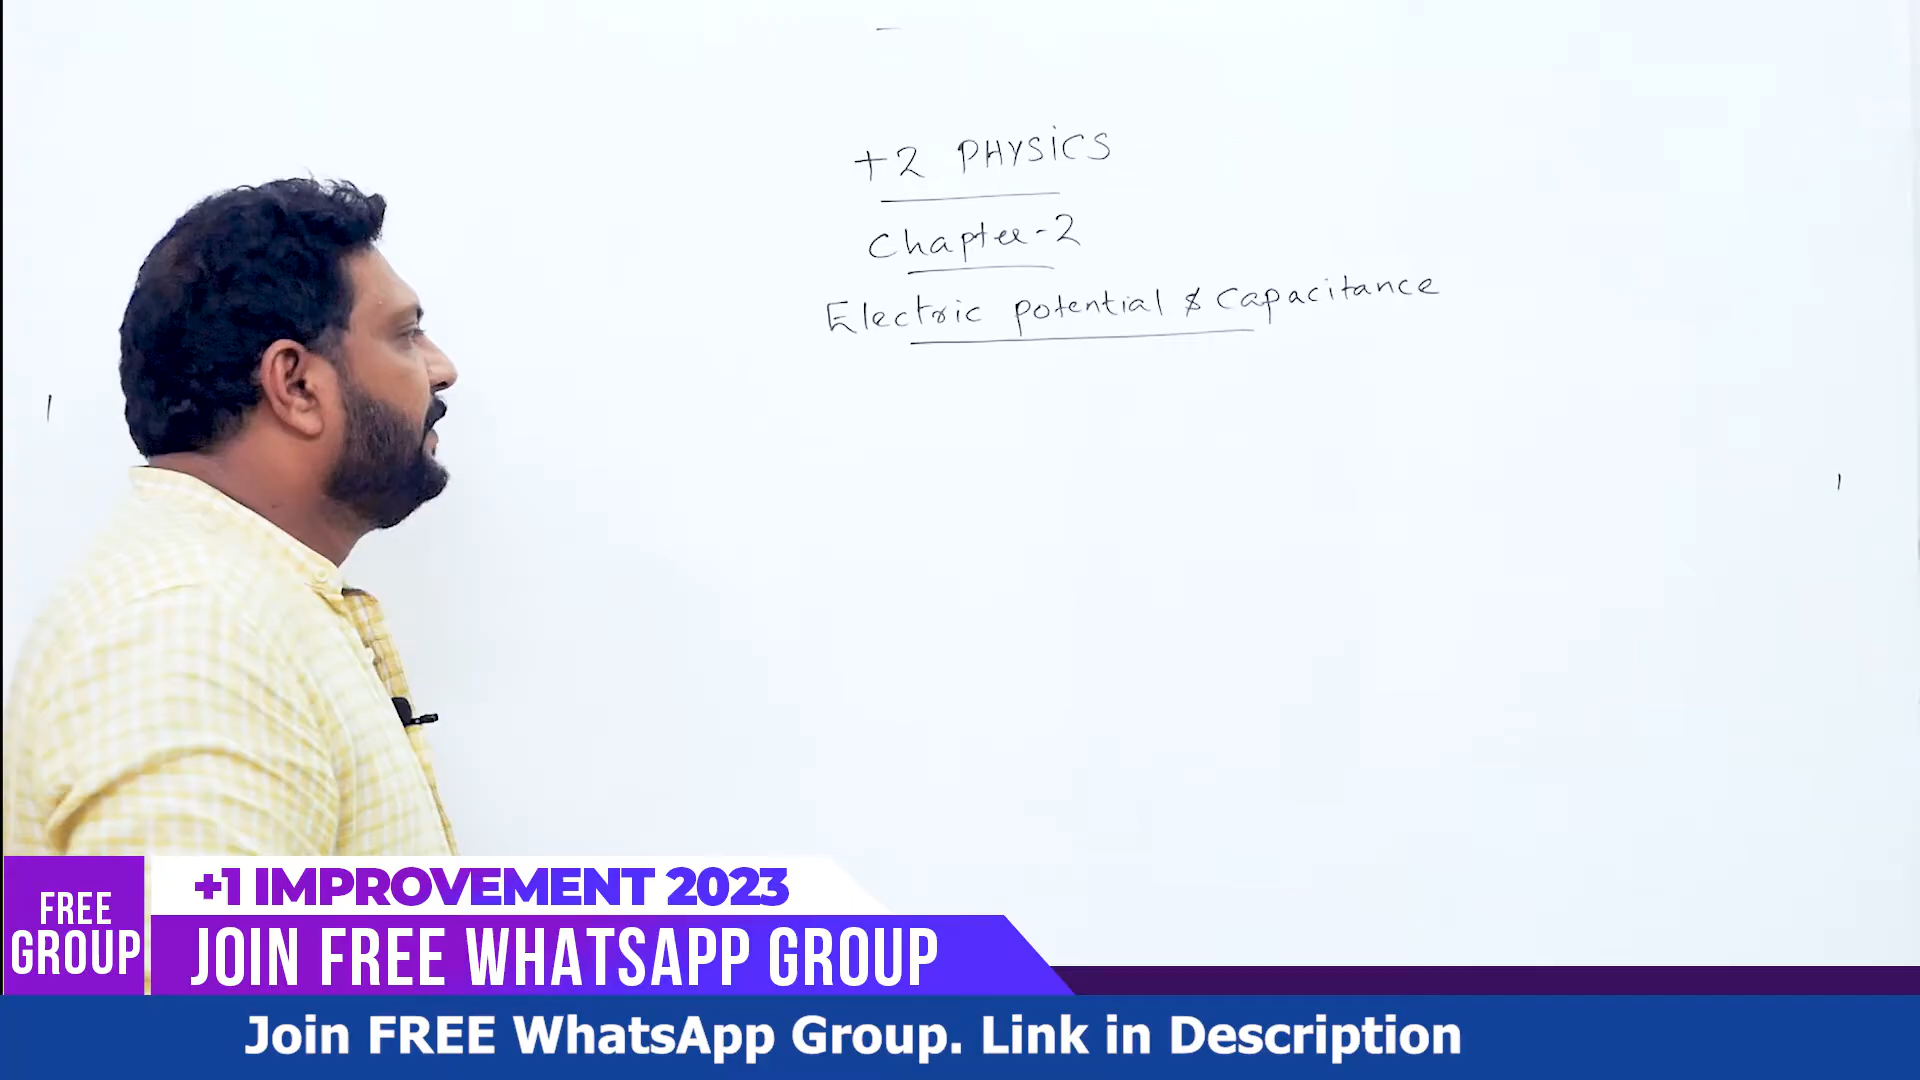 +2 PHYSICS
Chapter-2
Electric potential & Capacitance
+1 IMPROVEMENT 2023
FREE
GROUP
JOIN FREE WHATSAPP GROUP
Join FREE WhatsApp Group. Link in Description